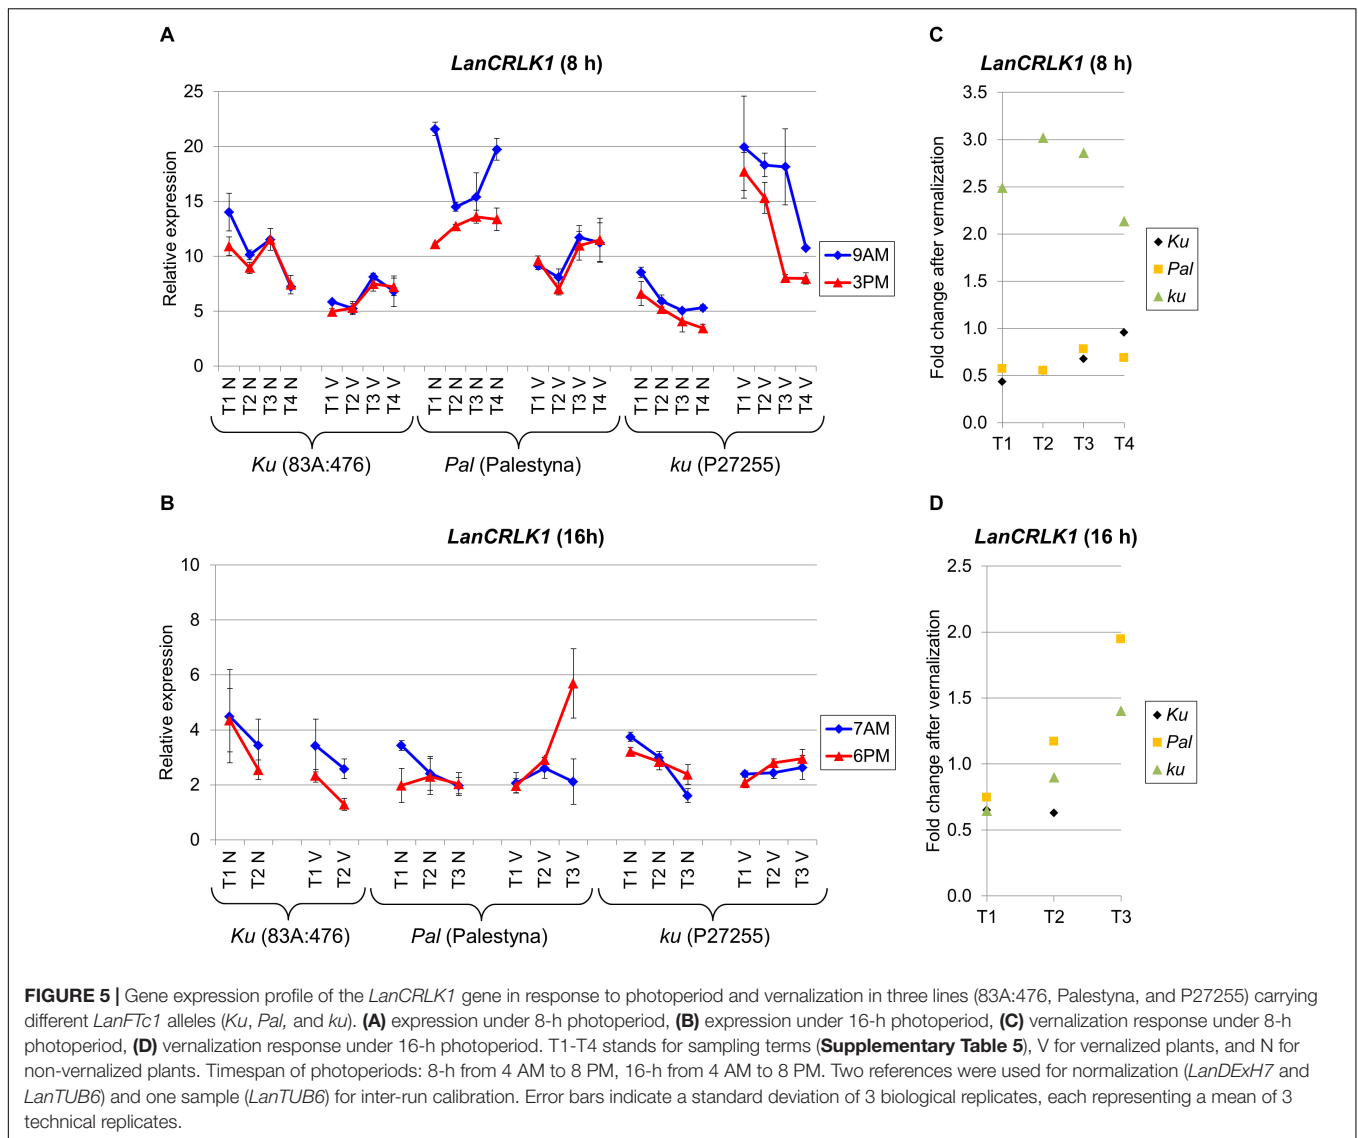 A
LanCRLK1 (8 h)
Relative expression
25
20
15
10
5
0
T1 N
T2 N
T3 N
T4 N
T1 V
T2 V
T3 V
T4 V
T1 N
T2 N
T3 N
T4 N
T1 V
T2 V
T3 V
T4 V
T1 N
T2 N
T3 N
T4 N
T1 V
T2 V
T3 V
T4 V
Ku (83A:476)
Pal (Palestyna)
ku (P27255)
9AM
3PM
C
LanCRLK1 (8 h)
Fold change after vernalization
3.5
3.0
2.5
2.0
1.5
1.0
0.5
0.0
T1
T2
T3
T4
Ku
Pal
ku
B
LanCRLK1 (16h)
Relative expression
10
8
6
4
2
0
T1 N
T2 N
T1 V
T2 V
T1 N
T2 N
T3 N
T1 V
T2 V
T3 V
T1 N
T2 N
T3 N
T1 V
T2 V
T3 V
Ku (83A:476)
Pal (Palestyna)
ku (P27255)
7AM
6PM
D
LanCRLK1 (16 h)
Fold change after vernalization
2.5
2.0
1.5
1.0
0.5
0.0
T1
T2
T3
Ku
Pal
ku
FIGURE 5 | Gene expression profile of the LanCRLK1 gene in response to photoperiod and vernalization in three lines (83A:476, Palestyna, and P27255) carrying
different LanFTc1 alleles (Ku, Pal, and ku). (A) expression under 8-h photoperiod, (B) expression under 16-h photoperiod, (C) vernalization response under 8-h
photoperiod, (D) vernalization response under 16-h photoperiod. T1-T4 stands for sampling terms (Supplementary Table 5), V for vernalized plants, and N for
non-vernalized plants. Timespan of photoperiods: 8-h from 4 AM to 8 PM, 16-h from 4 AM to 8 PM. Two references were used for normalization (LanDExH7 and
LanTUB6) and one sample (LanTUB6) for inter-run calibration. Error bars indicate a standard deviation of 3 biological replicates, each representing a mean of 3
technical replicates.